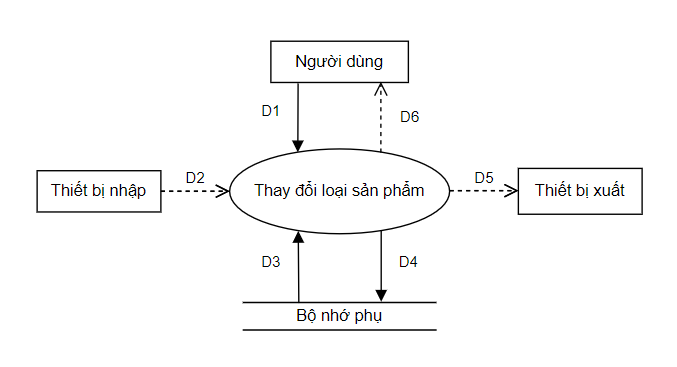 Người dùng
D1
D6
Thiết bị nhập
D2
Thay đổi loại sản phẩm
D5
Thiết bị xuất
D3
D4
Bộ nhớ phụ